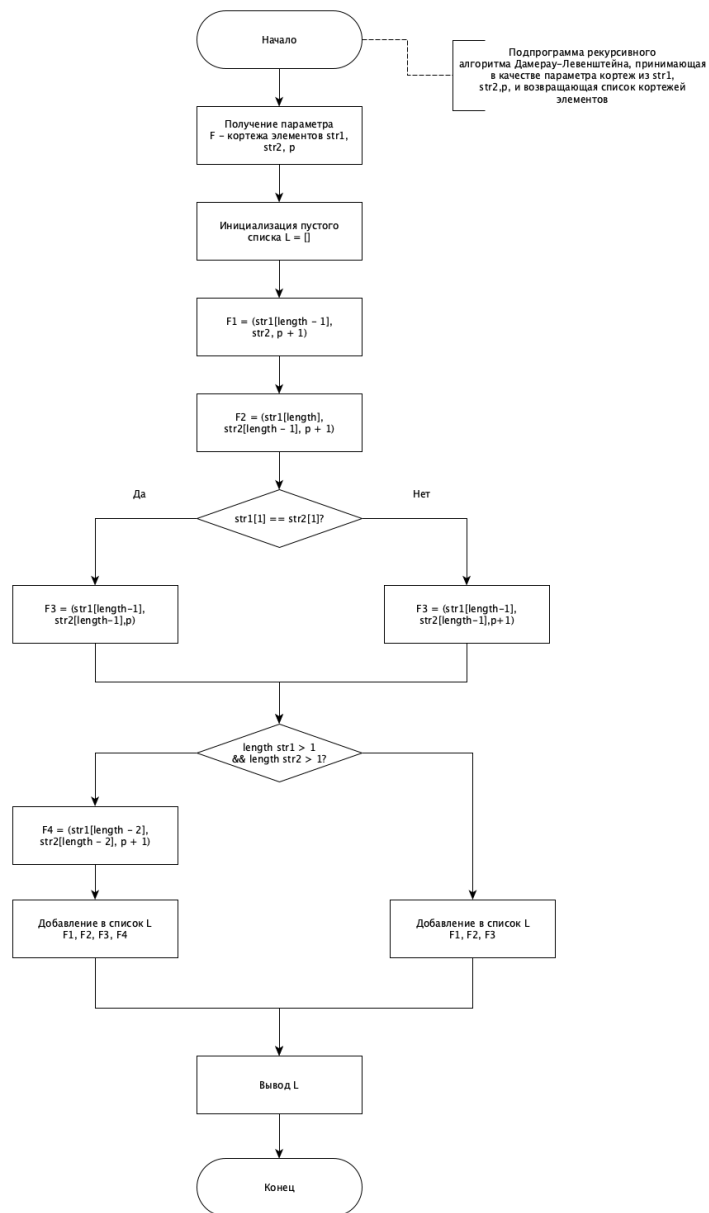 Начало
Подпрограмма рекурсивного
алгоритма Дамерау-Левенштейна, принимающая
в качестве параметра кортеж из str1,
str2,p, и возвращающая список кортежей
элементов
Получение параметра
F - кортежа элементов str1,
str2, p
Инициализация пустого
списка L = []
F1 = (str1[length - 1],
str2, p + 1)
F2 = (str1[length],
str2[length - 1], p + 1)
Да
Нет
str1[1] == str2[1]?
F3 = (str1[length-1],
str2[length-1],p)
F3 = (str1[length-1],
str2[length-1],p+1)
length str1 > 1
&& length str2 > 1?
F4 = (str1[length - 2],
str2[length - 2], p + 1)
Добавление в список L
F1, F2, F3, F4
Добавление в список L
F1, F2, F3
Вывод L
Конец